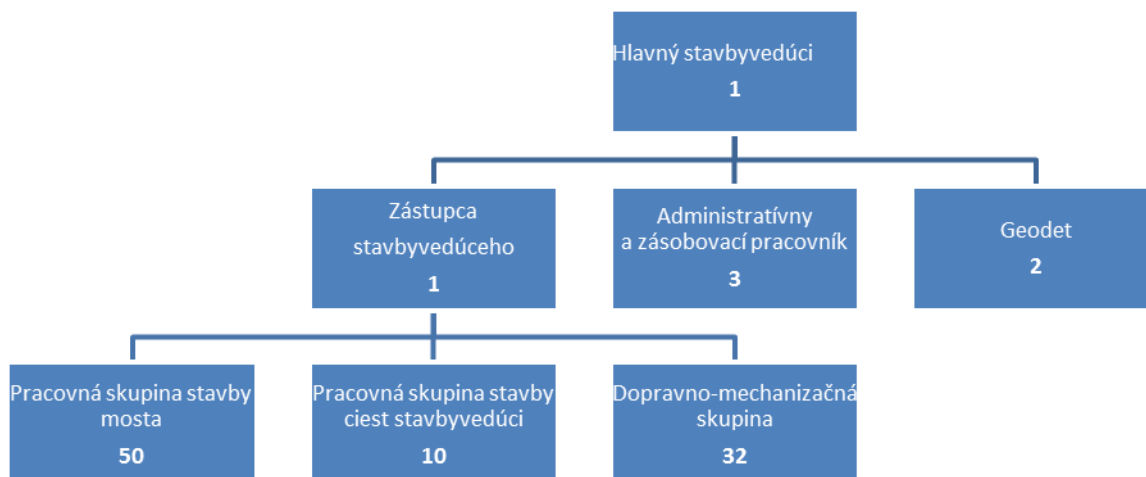 Hlavný stavbyvedúci
1
Zástupca
stavbyvedúceho
1
Administratívny
a zásobovací pracovník
3
Geodet
2
Pracovná skupina stavby
mosta
50
Pracovná skupina stavby
ciest stavbyvedúci
10
Dopravno-mechanizačná
skupina
32